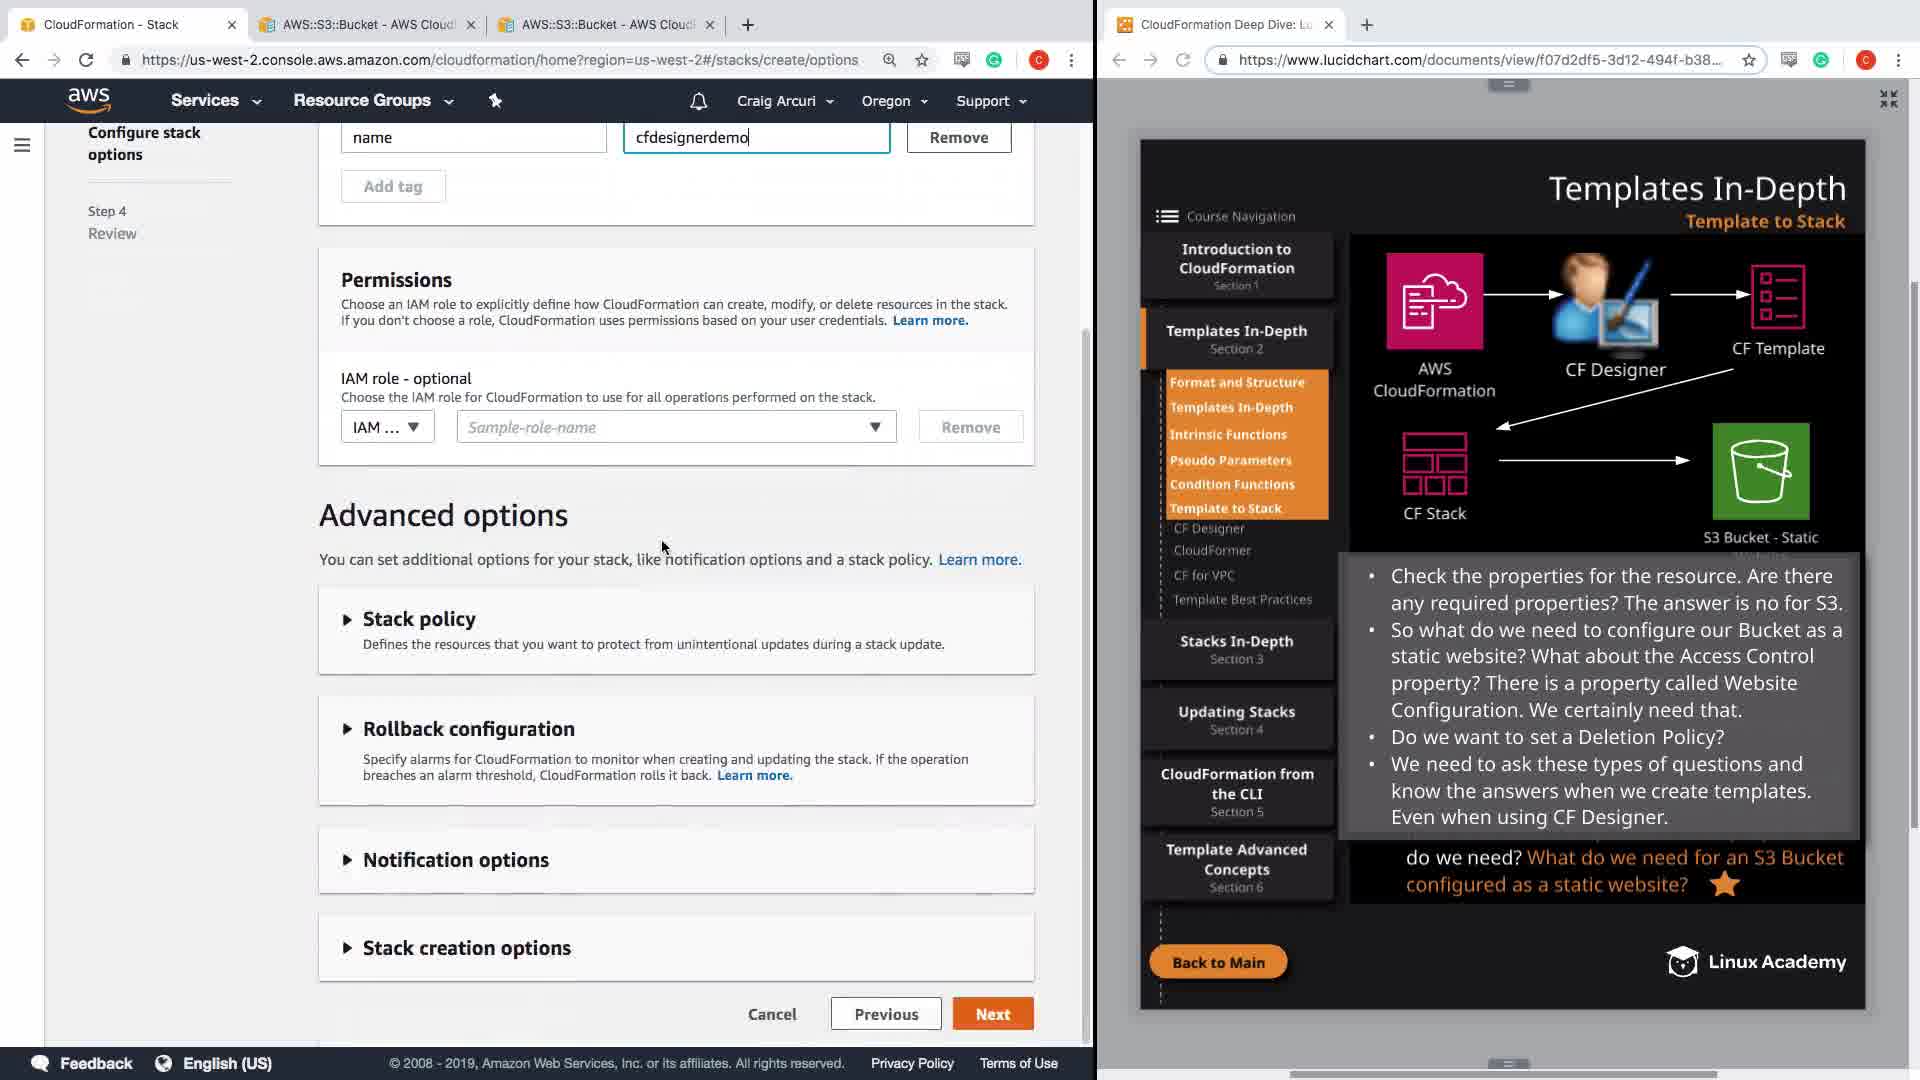 CloudFormation - Stack
AWS::S3::Bucket - AWS Cloud
AWS::S3::Bucket - AWS Cloud
https://us-west-2.console.aws.amazon.com/cloudformation/home?region=us-west-2#/stacks/create/options
C
aws
Services
Resource Groups
Craig Arcuri
Oregon
Support
Configure stack
options
Step 4
Review
name
cfdesignerdemo
Remove
Add tag
Permissions
Choose an IAM role to explicitly define how CloudFormation can create, modify, or delete resources in the stack.
If you don't choose a role, CloudFormation uses permissions based on your user credentials. Learn more.
IAM role - optional
Choose the IAM role for CloudFormation to use for all operations performed on the stack.
IAM ...
Sample-role-name
Remove
Advanced options
You can set additional options for your stack, like notification options and a stack policy. Learn more.
Stack policy
Defines the resources that you want to protect from unintentional updates during a stack update.
Rollback configuration
Specify alarms for CloudFormation to monitor when creating and updating the stack. If the operation
breaches an alarm threshold, CloudFormation rolls it back. Learn more.
Notification options
Stack creation options
Cancel
Previous
Next
Feedback
English (US)
© 2008 - 2019, Amazon Web Services, Inc. or its affiliates. All rights reserved.
Privacy Policy
Terms of Use
CloudFormation Deep Dive: Lu
https://www.lucidchart.com/documents/view/f07d2df5-3d12-494f-b38...
C
Templates In-Depth
Template to Stack
Course Navigation
Introduction to
CloudFormation
Section 1
Templates In-Depth
Section 2
Format and Structure
Templates In-Depth
Intrinsic Functions
Pseudo Parameters
Condition Functions
Template to Stack
CF Designer
CloudFormer
CF for VPC
Template Best Practices
Stacks In-Depth
Section 3
Updating Stacks
Section 4
CloudFormation from
the CLI
Section 5
Template Advanced
Concepts
Section 6
Back to Main
AWS
CloudFormation
CF Designer
CF Template
CF Stack
S3 Bucket - Static
• Check the properties for the resource. Are there
any required properties? The answer is no for S3.
• So what do we need to configure our Bucket as a
static website? What about the Access Control
property? There is a property called Website
Configuration. We certainly need that.
• Do we want to set a Deletion Policy?
• We need to ask these types of questions and
know the answers when we create templates.
Even when using CF Designer.
do we need? What do we need for an S3 Bucket
configured as a static website?
Linux Academy